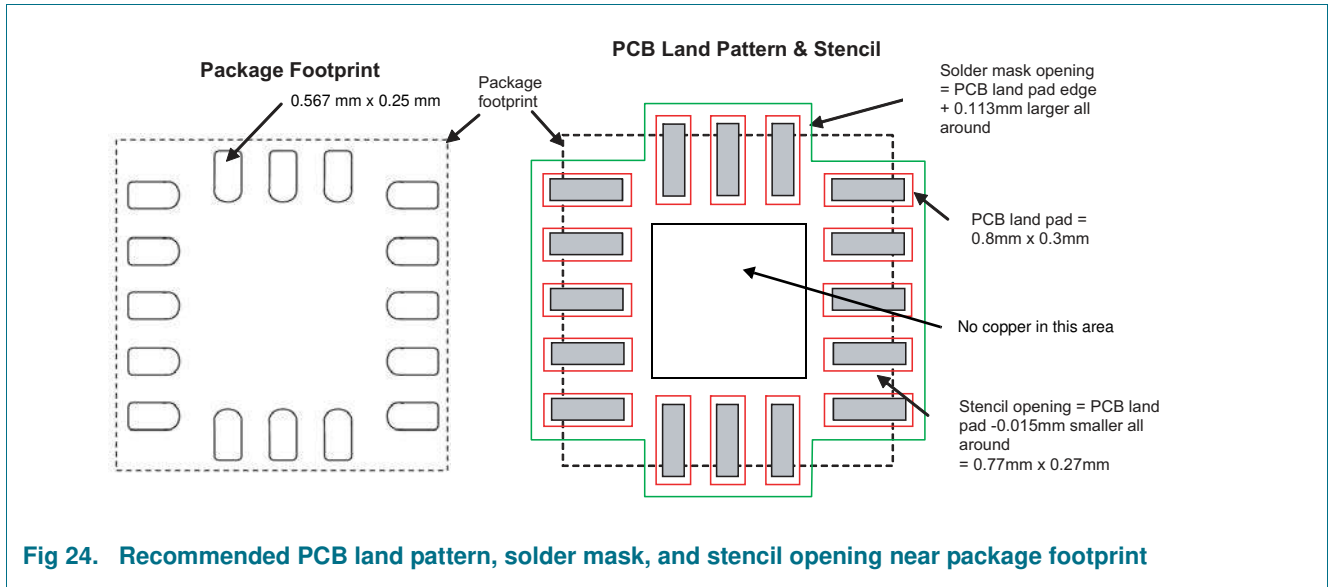 PCB Land Pattern & Stencil
Package Footprint
0.567 mm x 0.25 mm
Package
footprint
Solder mask opening
= PCB land pad edge
+ 0.113mm larger all
around
PCB land pad =
0.8mm x 0.3mm
No copper in this area
Stencil opening = PCB land
pad -0.015mm smaller all
around
= 0.77mm x 0.27mm
Fig 24. Recommended PCB land pattern, solder mask, and stencil opening near package footprint